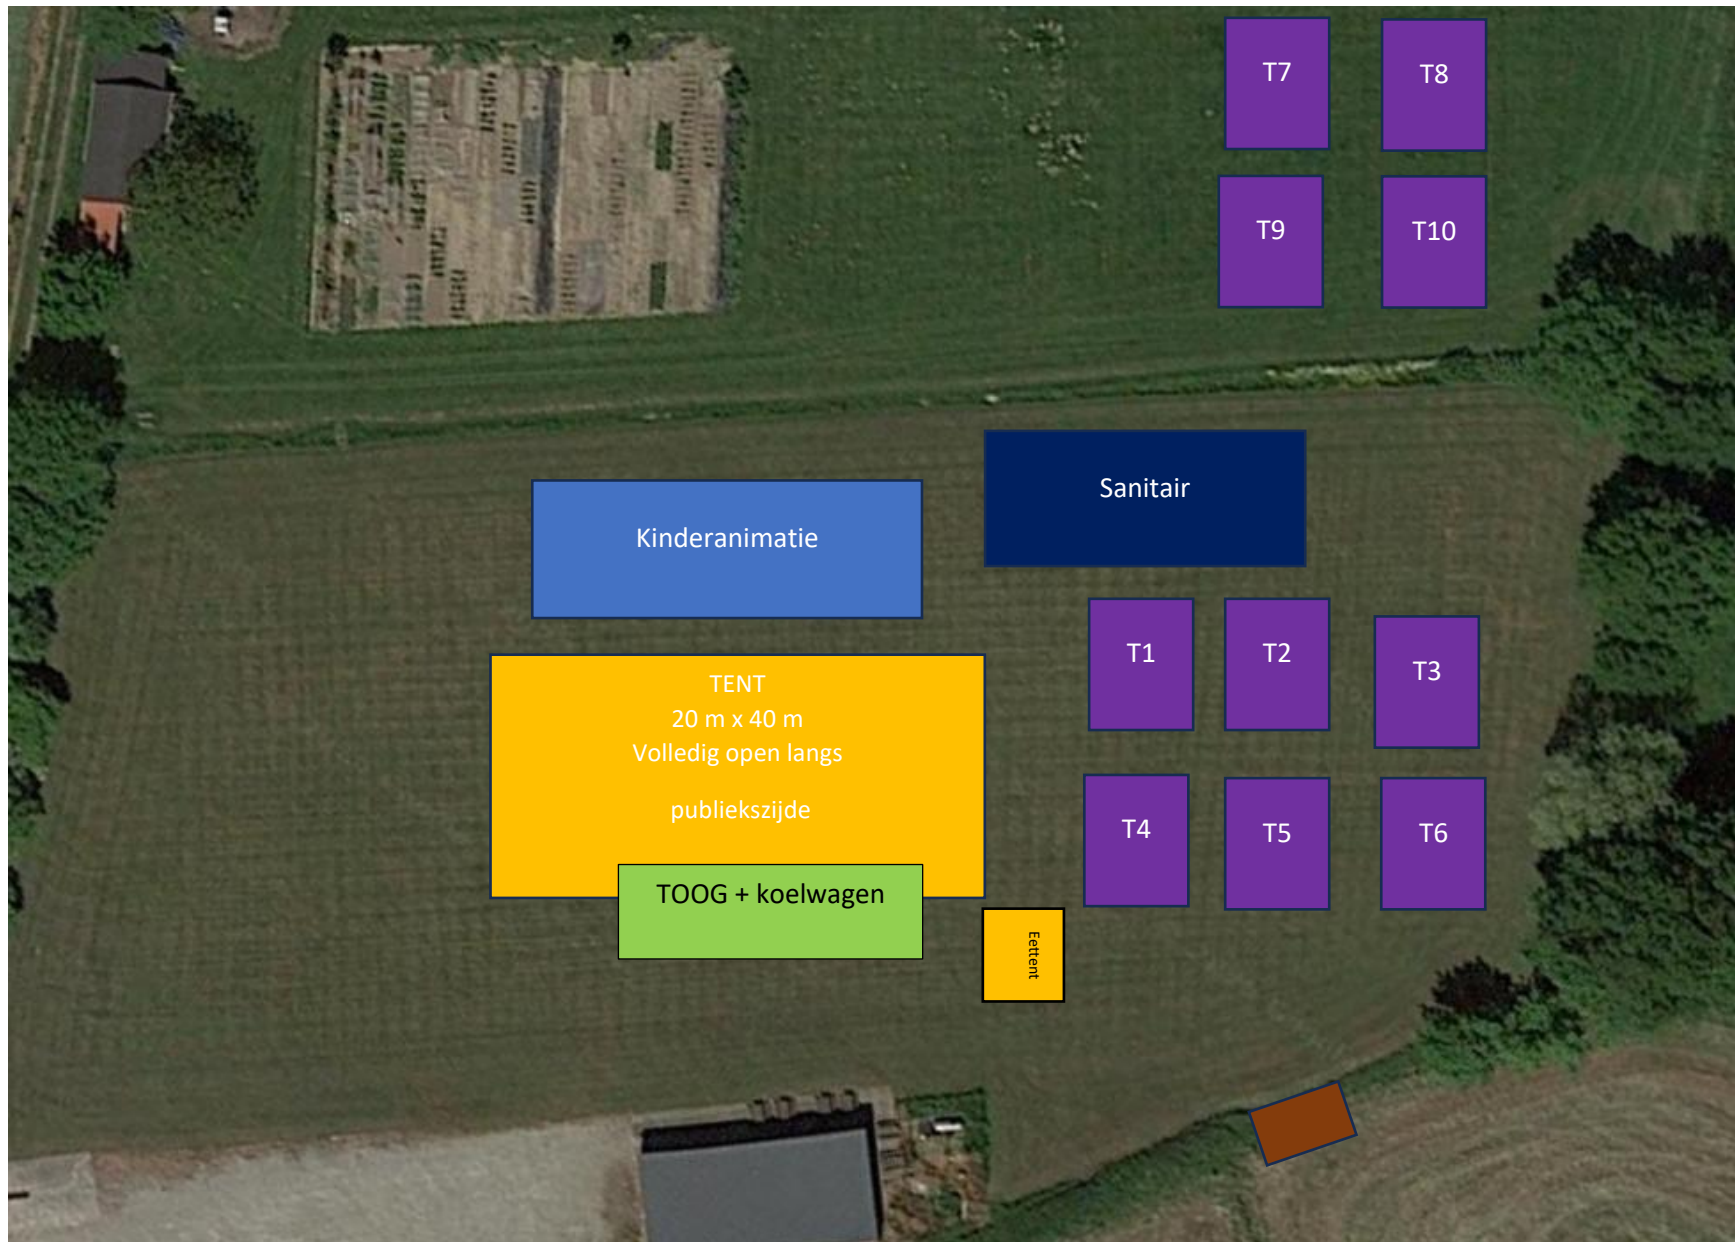 T7
T8
T9
T10
Sanitair
Kinderanimatie
T1
T2
T3
TENT
20 m x 40 m
Volledig open langs
publiekszijde
T4
T5
T6
TOOG + koelwagen
Eettent